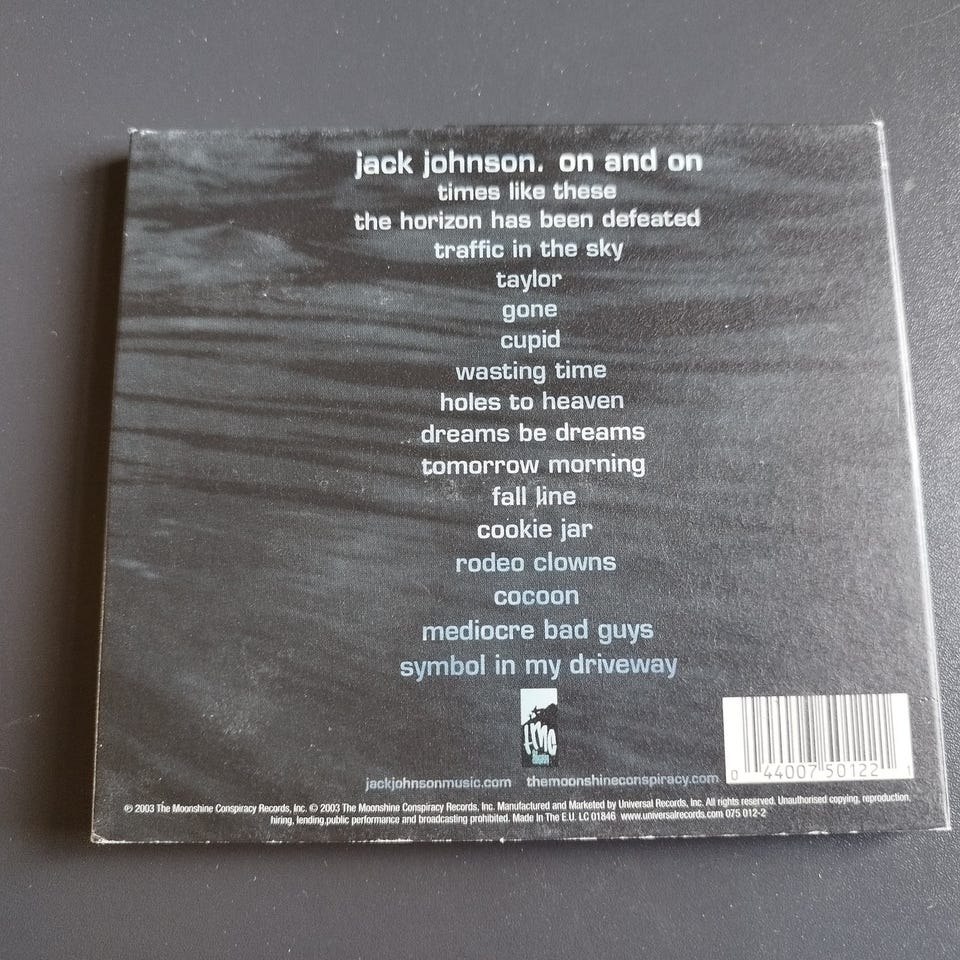 jack johnson. on and on
times like these
the horizon has been defeated
traffic in the sky
taylor
gone
cupid
wasting time
holes to heaven
dreams be dreams
tomorrow morning
fall line
cookie jar
rodeo clowns
cocoon
mediocre bad guys
symbol in my driveway
tmc
jackjohnsonmusic.com themoonshineconspiracy.com
0 44007 50122 1
℗ 2003 The Moonshine Conspiracy Records, Inc. © 2003 The Moonshine Conspiracy Records, Inc. Manufactured and Marketed by Universal Records, Inc. All rights reserved. Unauthorised copying, reproduction,
hiring, lending,public performance and broadcasting prohibited. Made In The E.U. LC 01846 www.universalrecords.com 075 012-2